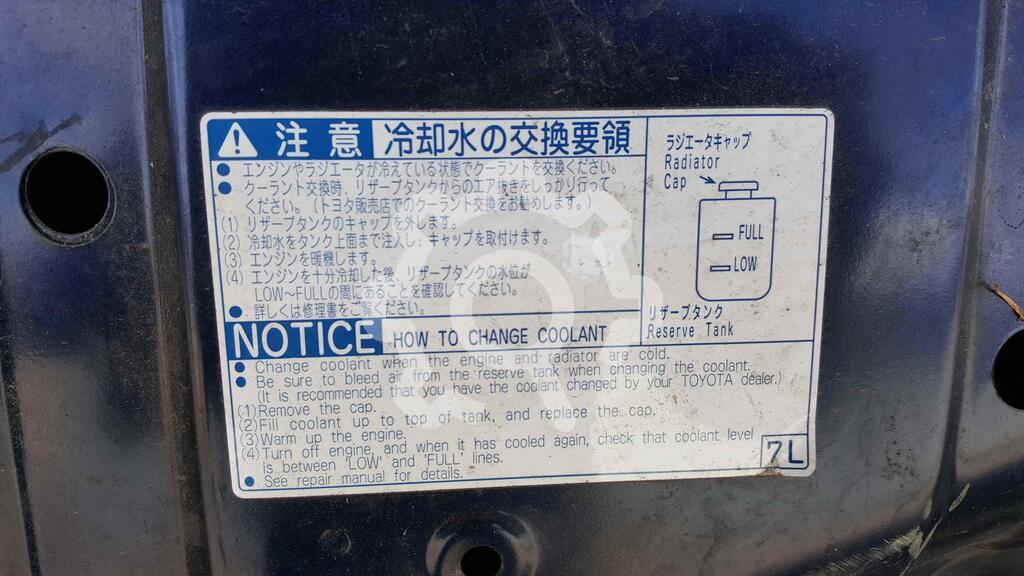 注意 冷却水の交換要領
● エンジンやラジエータが冷えている状態でクーラントを交換ください。
● クーラント交換時、リザーブタンクからのエア抜きをしっかり行って
ください。(トヨタ販売店でのクーラント交換をお勧めします。)
(1) リザーブタンクのキャップを外します。
(2) 冷却水をタンク上面まで注入し、キャップを取付けます。
(3) エンジンを暖機します。
(4) エンジンを十分冷却した後、リザーブタンクの水位が
LOW~FULLの間にあることを確認してください。
● 詳しくは修理書をご覧ください。
ラジエータキャップ
Radiator
Cap
FULL
LOW
リザーブタンク
Reserve Tank
NOTICE HOW TO CHANGE COOLANT
● Change coolant when the engine and radiator are cold.
● Be sure to bleed air from the reserve tank when changing the coolant.
(It is recommended that you have the coolant changed by your TOYOTA dealer.)
(1)Remove the cap.
(2)Fill coolant up to top of tank, and replace the cap.
(3)Warm up the engine.
(4)Turn off engine, and when it has cooled again, check that coolant level
is between 'LOW' and 'FULL' lines.
● See repair manual for details.
7L